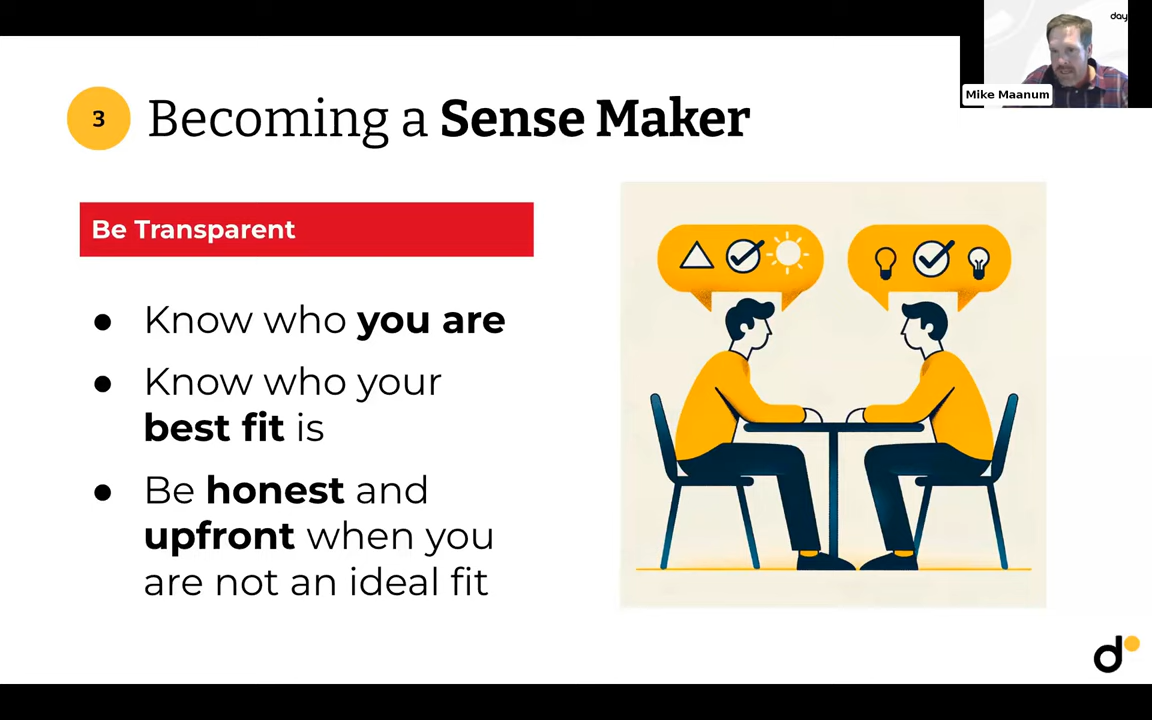 day
Mike Maanum
3
Becoming a Sense Maker
Be Transparent
● Know who you are
● Know who your
best fit is
● Be honest and
upfront when you
are not an ideal fit
d